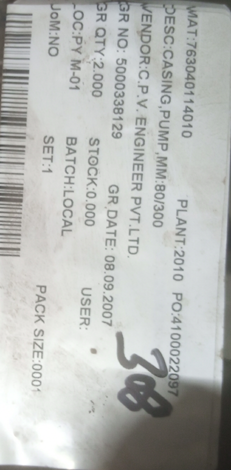 MAT:763040114010 PLANT:2010 PO:4100022097
DESC:CASING,PUMP,MM:80/300
VENDOR:C.P.V. ENGINEER PVT.LTD.
GR NO: 5000338129 GR.DATE: 08.09.2007
GR QTY:2.000 STOCK:0.000 USER:
LOC:PY M-01 BATCH:LOCAL
UoM:NO SET:1 PACK SIZE:0001
308